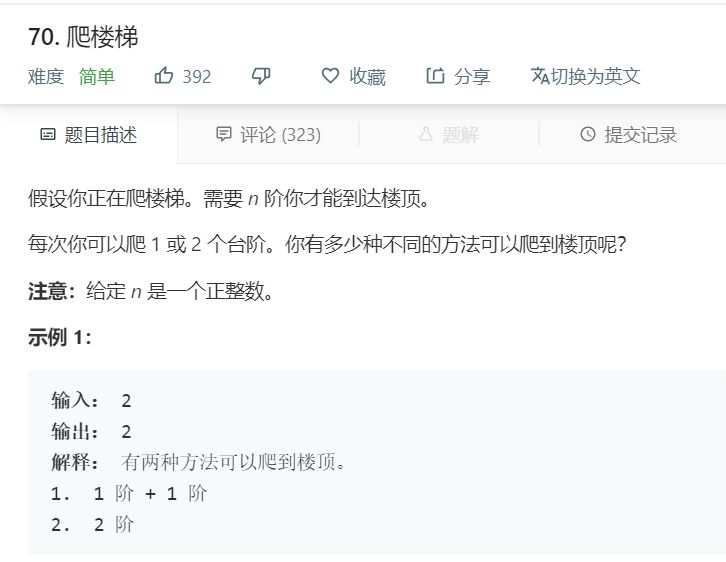 70. 爬楼梯
难度 简单 392 收藏 分享 切换为英文
题目描述 评论 (323) 题解 提交记录
假设你正在爬楼梯。需要 n 阶你才能到达楼顶。
每次你可以爬 1 或 2 个台阶。你有多少种不同的方法可以爬到楼顶呢?
注意：给定 n 是一个正整数。
示例 1：
输入： 2
输出： 2
解释： 有两种方法可以爬到楼顶。
1. 1 阶 + 1 阶
2. 2 阶